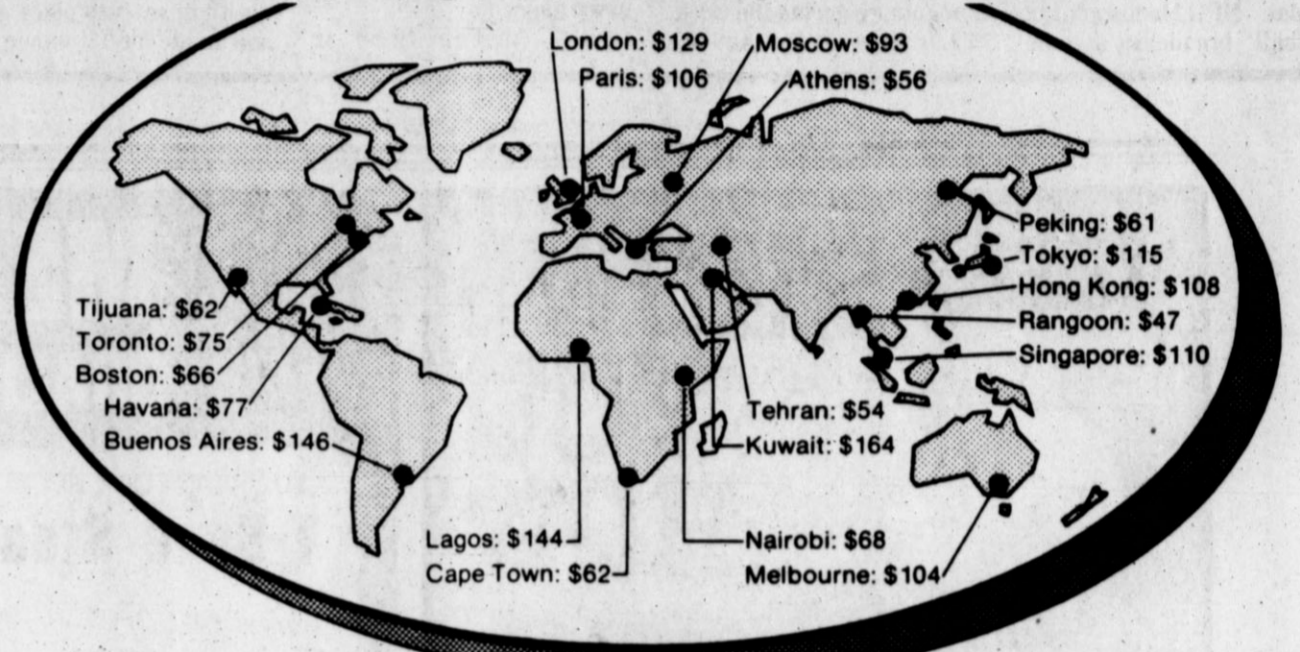 London: $129
Moscow: $93
Paris: $106
Athens: $56
Peking: $61
Tokyo: $115
Hong Kong: $108
Rangoon: $47
Singapore: $110
Tijuana: $62
Toronto: $75
Boston: $66
Havana: $77
Buenos Aires: $146
Tehran: $54
Kuwait: $164
Lagos: $144
Cape Town: $62
Nairobi: $68
Melbourne: $104